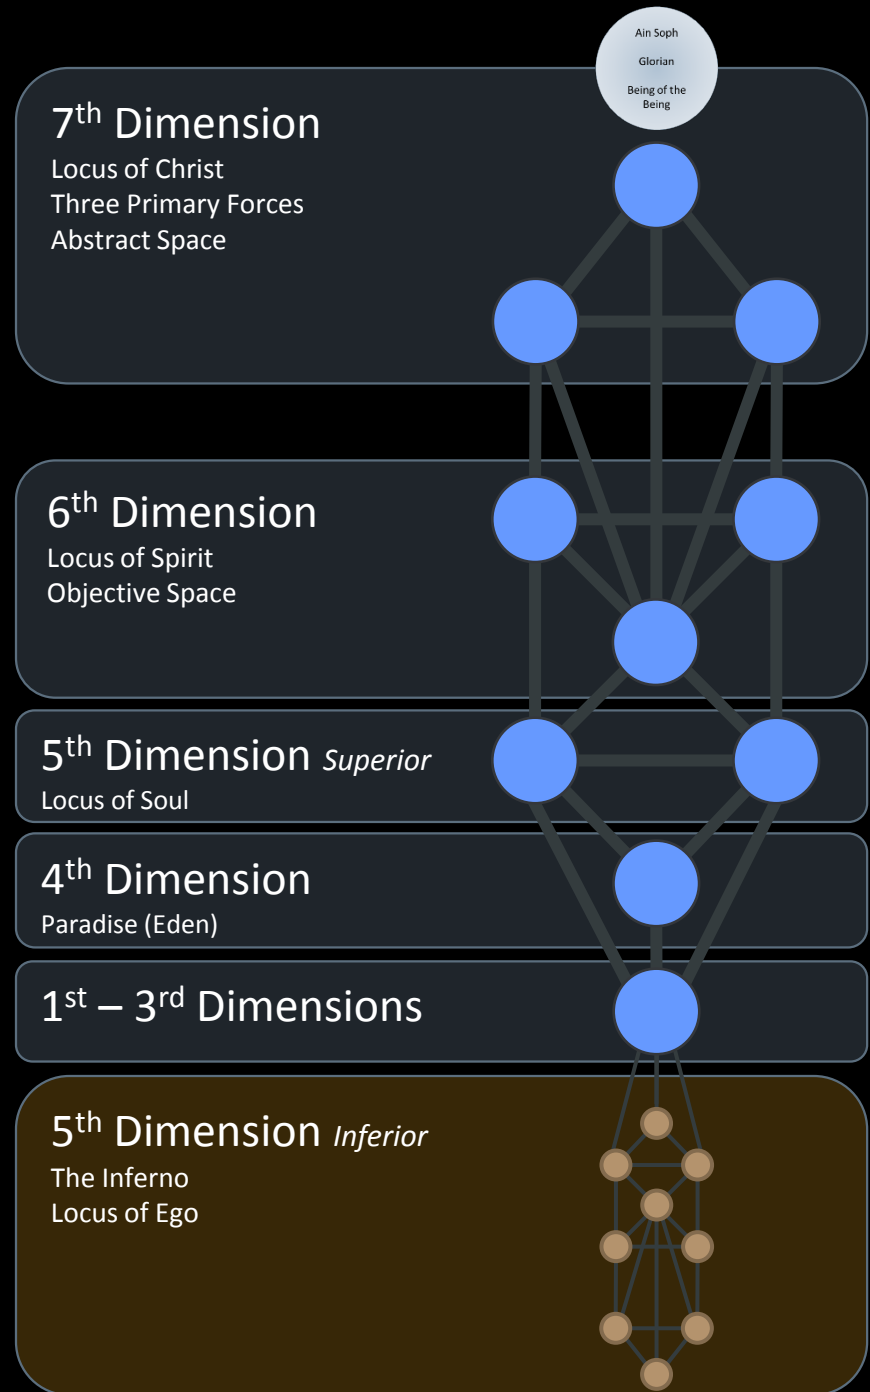 Ain Soph
Glorian
Being of the
Being
7th Dimension
Locus of Christ
Three Primary Forces
Abstract Space
6th Dimension
Locus of Spirit
Objective Space
5th Dimension Superior
Locus of Soul
4th Dimension
Paradise (Eden)
1st – 3rd Dimensions
5th Dimension Inferior
The Inferno
Locus of Ego